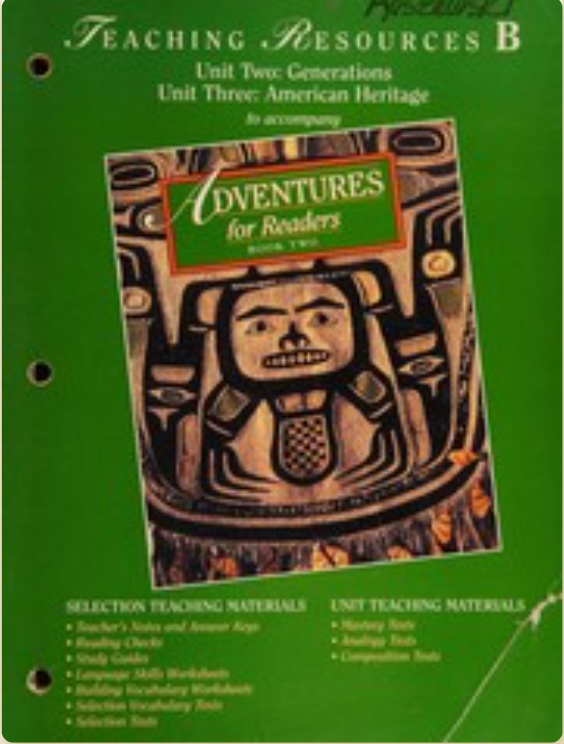 TEACHING RESOURCES B
Unit Two: Generations
Unit Three: American Heritage
to accompany
ADVENTURES
for Readers
BOOK TWO
SELECTION TEACHING MATERIALS
• Teacher's Notes and Answer Keys
• Reading Checks
• Study Guides
• Language Skills Worksheets
• Building Vocabulary Worksheets
• Selection Vocabulary Tests
• Selection Tests
UNIT TEACHING MATERIALS
• Mastery Tests
• Analogy Tests
• Composition Tests